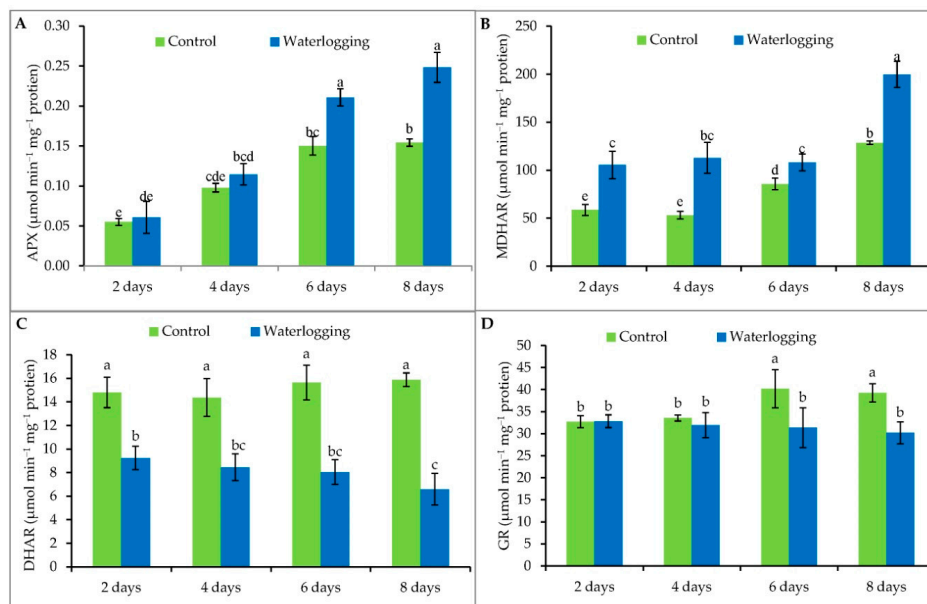 A
Control Waterlogging
APX (µmol min⁻¹ mg⁻¹ protien)
0.30
0.25
0.20
0.15
0.10
0.05
0.00
e de cde bcd bc a b a
2 days 4 days 6 days 8 days
B
Control Waterlogging
MDHAR (µmol min⁻¹ mg⁻¹ protien)
250
200
150
100
50
0
e c e bc d c b a
2 days 4 days 6 days 8 days
C
Control Waterlogging
DHAR (µmol min⁻¹ mg⁻¹ protien)
18
16
14
12
10
8
6
4
2
0
a b a bc a bc a c
2 days 4 days 6 days 8 days
D
Control Waterlogging
GR (µmol min⁻¹ mg⁻¹ protien)
50
45
40
35
30
25
20
15
10
5
0
b b b b a b a b
2 days 4 days 6 days 8 days